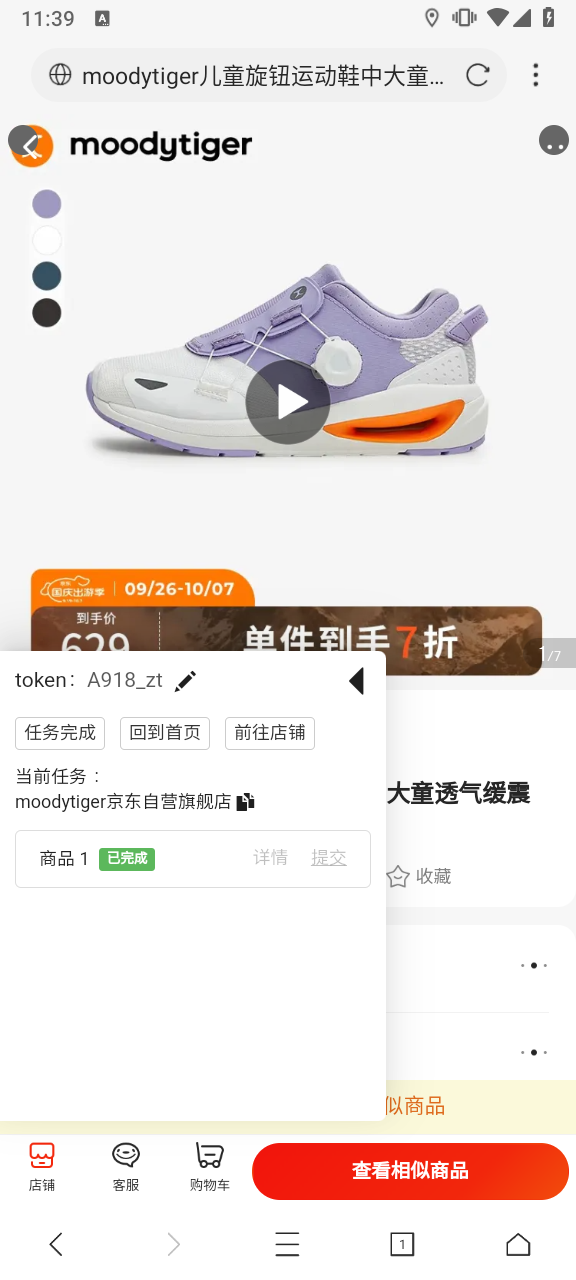 11:39
A
moodytiger儿童旋钮运动鞋中大童...
moodytiger
京东
国庆出游季
09/26-10/07
到手价
629
单件到手7折
1/7
token： A918_zt
任务完成
回到首页
前往店铺
当前任务：
moodytiger京东自营旗舰店
大童透气缓震
商品 1
已完成
详情
提交
收藏
似商品
店铺
客服
购物车
查看相似商品
1